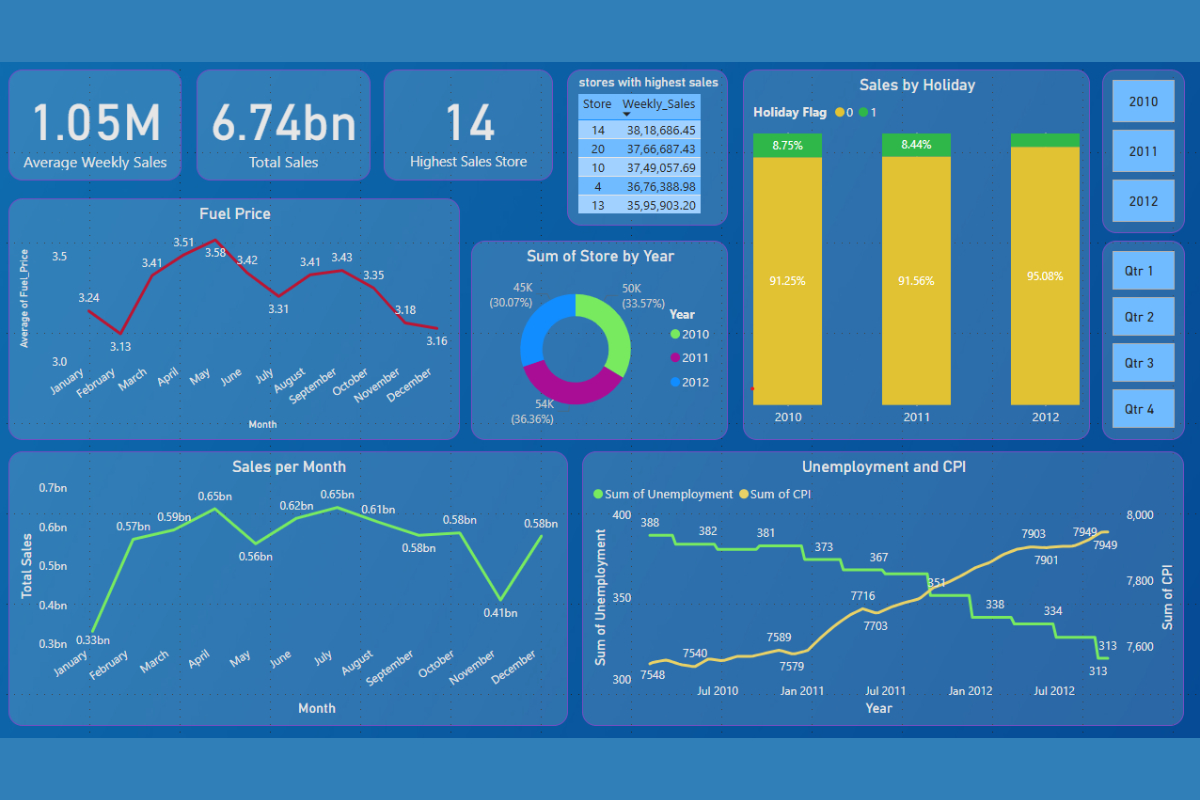 1.05M
Average Weekly Sales
6.74bn
Total Sales
14
Highest Sales Store
stores with highest sales
Store Weekly_Sales
14 38,18,686.45
20 37,66,687.43
10 37,49,057.69
4 36,76,388.98
13 35,95,903.20
Sales by Holiday
Holiday Flag 0 1
8.75%
8.44%
91.25%
91.56%
95.08%
2010
2011
2012
2010
2011
2012
Qtr 1
Qtr 2
Qtr 3
Qtr 4
Fuel Price
Average of Fuel_Price
3.5
3.0
3.24
3.13
3.41
3.51
3.58
3.42
3.31
3.41
3.43
3.35
3.18
3.16
January
February
March
April
May
June
July
August
September
October
November
December
Month
Sum of Store by Year
45K
(30.07%)
50K
(33.57%)
54K
(36.36%)
Year
2010
2011
2012
Sales per Month
Total Sales
0.7bn
0.6bn
0.5bn
0.4bn
0.3bn
0.33bn
0.57bn
0.59bn
0.65bn
0.56bn
0.62bn
0.65bn
0.61bn
0.58bn
0.58bn
0.41bn
0.58bn
January
February
March
April
May
June
July
August
September
October
November
December
Month
Unemployment and CPI
Sum of Unemployment Sum of CPI
Sum of Unemployment
400
350
300
388
382
381
373
367
351
338
334
313
313
7548
7540
7589
7579
7716
7703
7903
7901
7949
7949
8,000
7,800
7,600
Sum of CPI
Jul 2010
Jan 2011
Jul 2011
Jan 2012
Jul 2012
Year